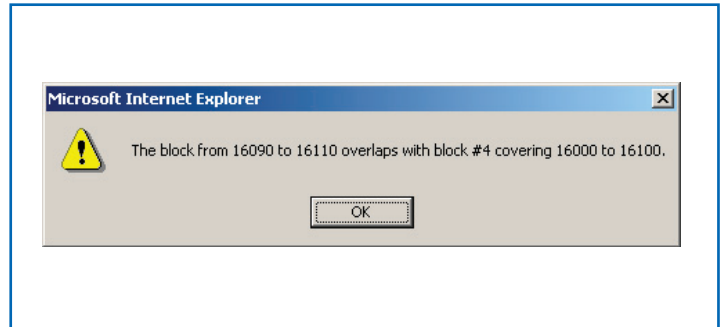 Microsoft Internet Explorer
The block from 16090 to 16110 overlaps with block #4 covering 16000 to 16100.
OK